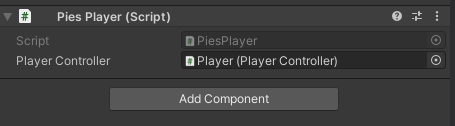 Pies Player (Script)
Script PiesPlayer
Player Controller Player (Player Controller)
Add Component